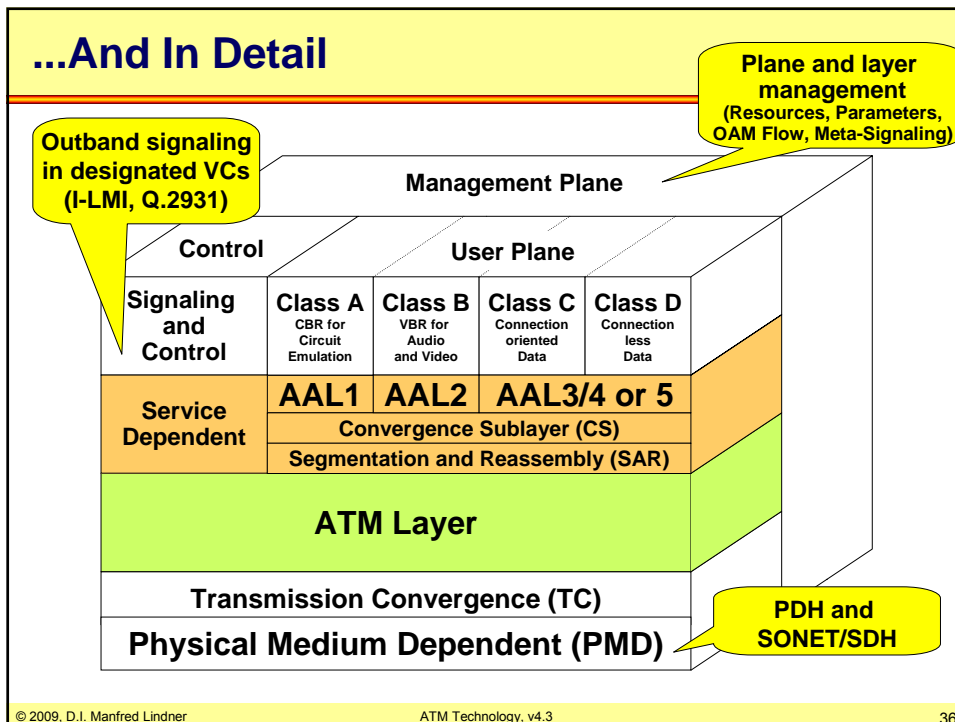 ...And In Detail
Plane and layer
management
(Resources, Parameters,
OAM Flow, Meta-Signaling)
Outband signaling
in designated VCs
(I-LMI, Q.2931)
Management Plane
Control
User Plane
Signaling
and
Control
Class A
CBR for
Circuit
Emulation
Class B
VBR for
Audio
and Video
Class C
Connection
oriented
Data
Class D
Connection
less
Data
Service
Dependent
AAL1
AAL2
AAL3/4 or 5
Convergence Sublayer (CS)
Segmentation and Reassembly (SAR)
ATM Layer
Transmission Convergence (TC)
Physical Medium Dependent (PMD)
PDH and
SONET/SDH
© 2009, D.I. Manfred Lindner
ATM Technology, v4.3
36